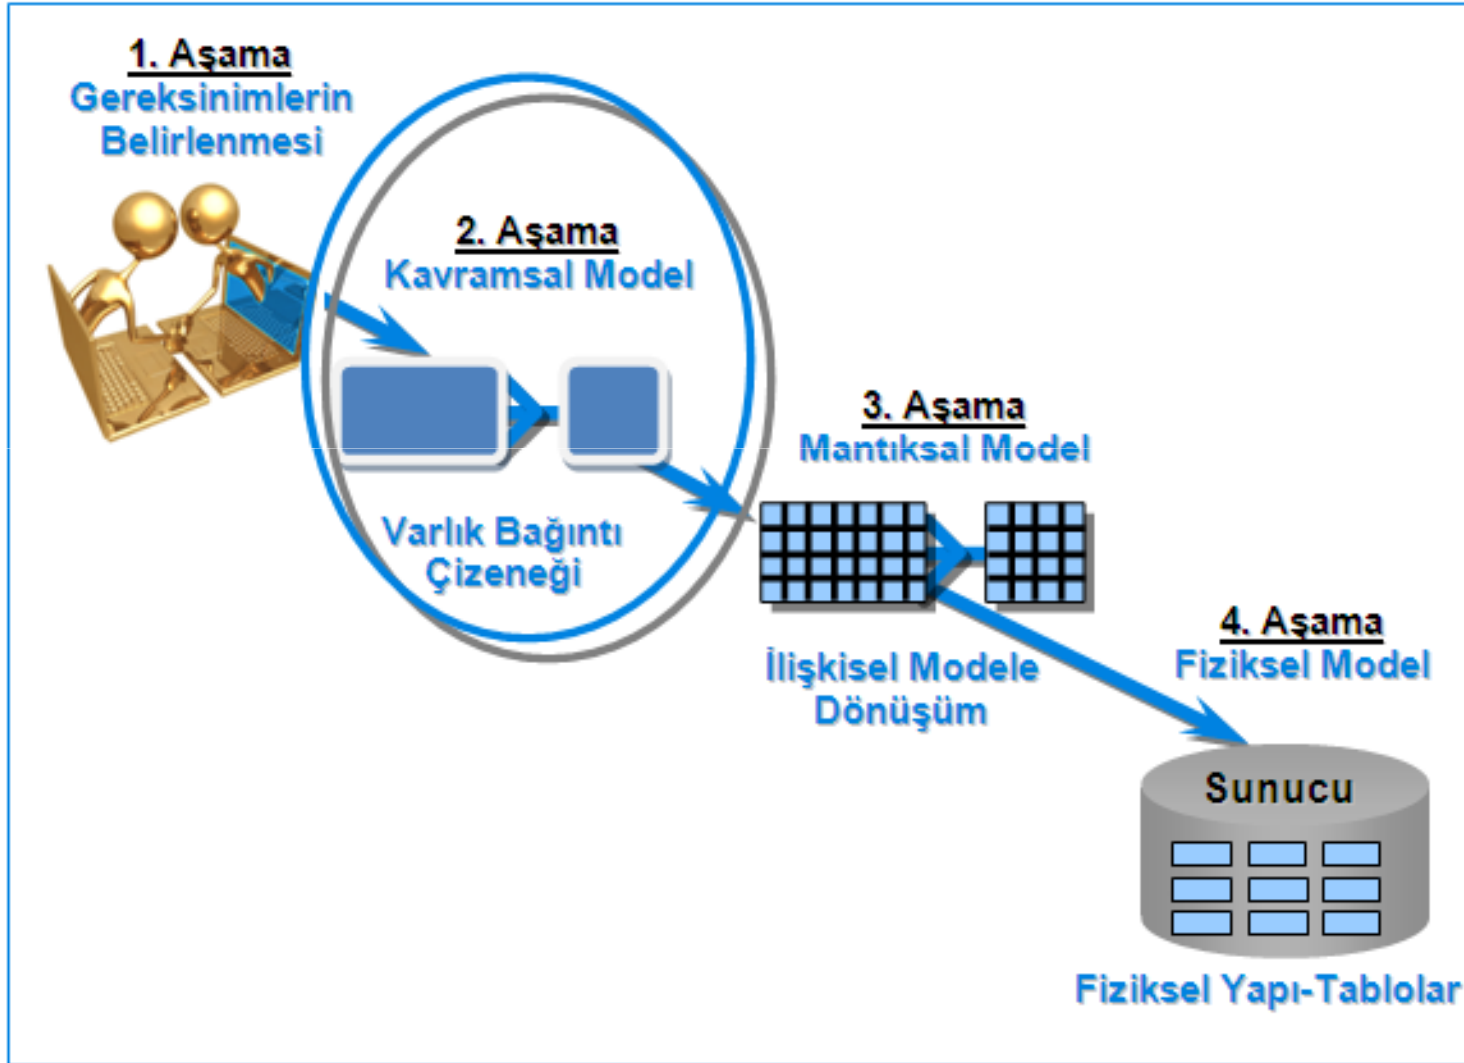 1. Aşama
Gereksinimlerin
Belirlenmesi
2. Aşama
Kavramsal Model
Varlık Bağıntı
Çizeneği
3. Aşama
Mantıksal Model
İlişkisel Modele
Dönüşüm
4. Aşama
Fiziksel Model
Sunucu
Fiziksel Yapı-Tablolar